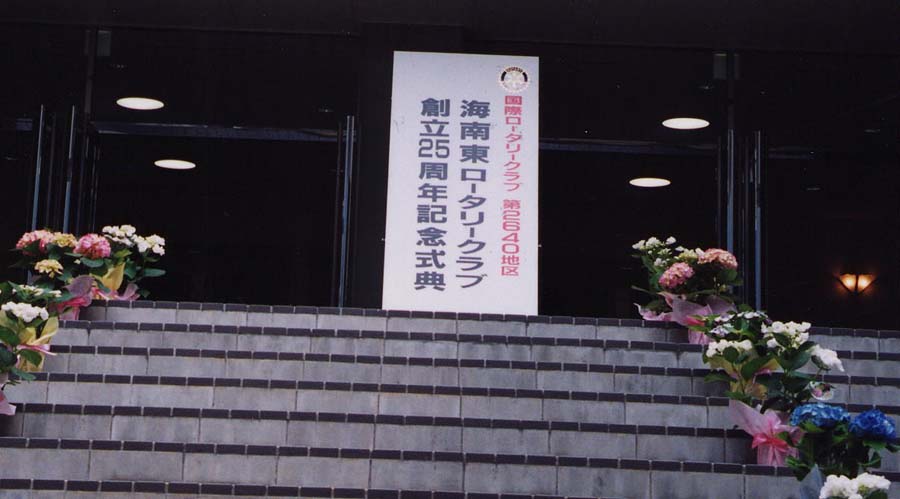 国際ロータリークラブ 第2640地区
海南東ロータリークラブ
創立25周年記念式典